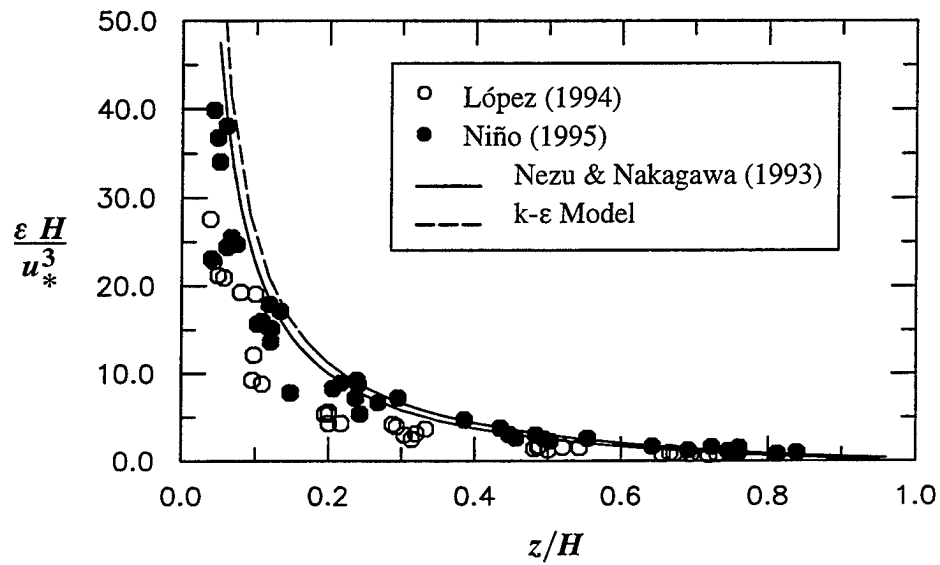 50.0
40.0
30.0
20.0
10.0
0.0
ε H
u*³
López (1994)
Niño (1995)
Nezu & Nakagawa (1993)
k-ε Model
0.0 0.2 0.4 0.6 0.8 1.0
z/H